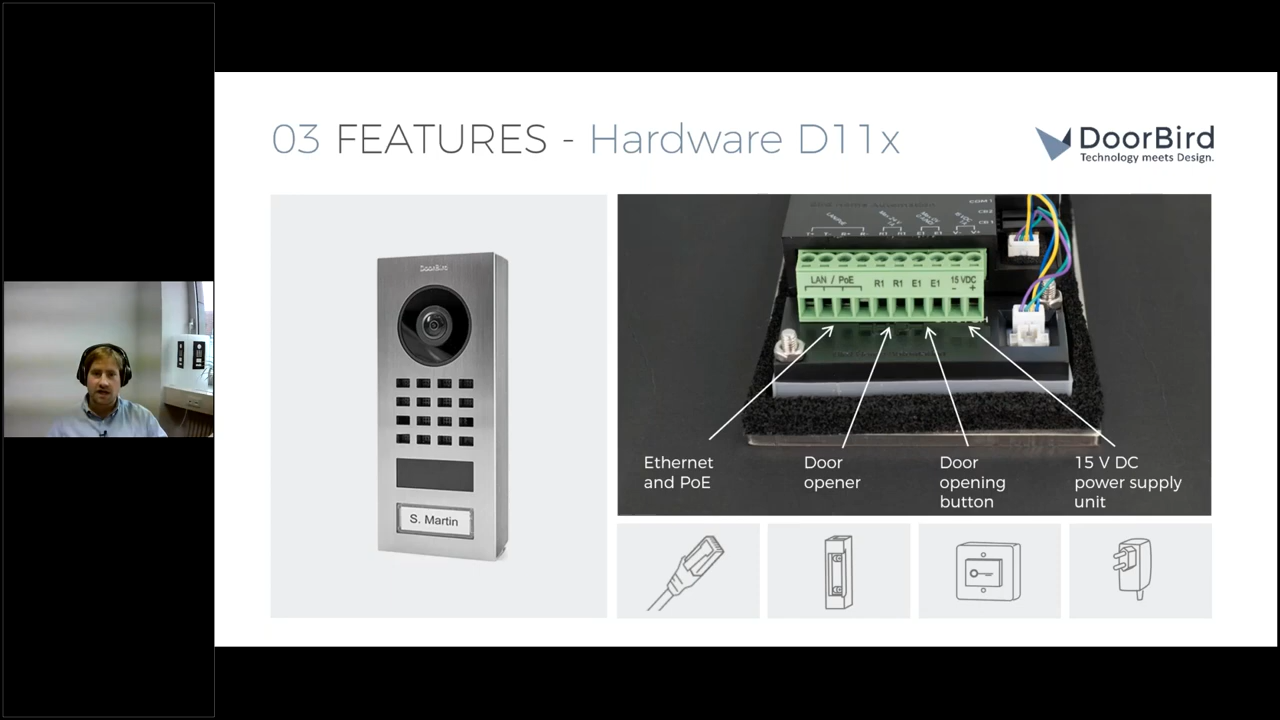 03 FEATURES - Hardware D11x
DoorBird
Technology meets Design.
DoorBird
S. Martin
COM1
LAN / PoE R1 R1 E1 E1 15 VDC
- +
Ethernet
and PoE
Door
opener
Door
opening
button
15 V DC
power supply
unit